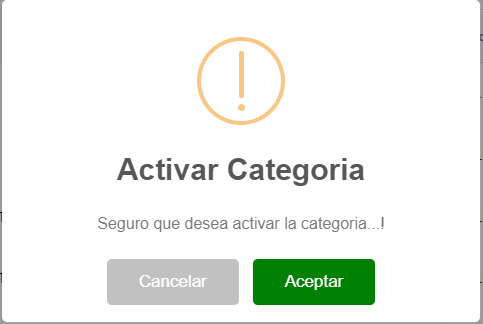 Activar Categoria
Seguro que desea activar la categoria...!
Cancelar
Aceptar